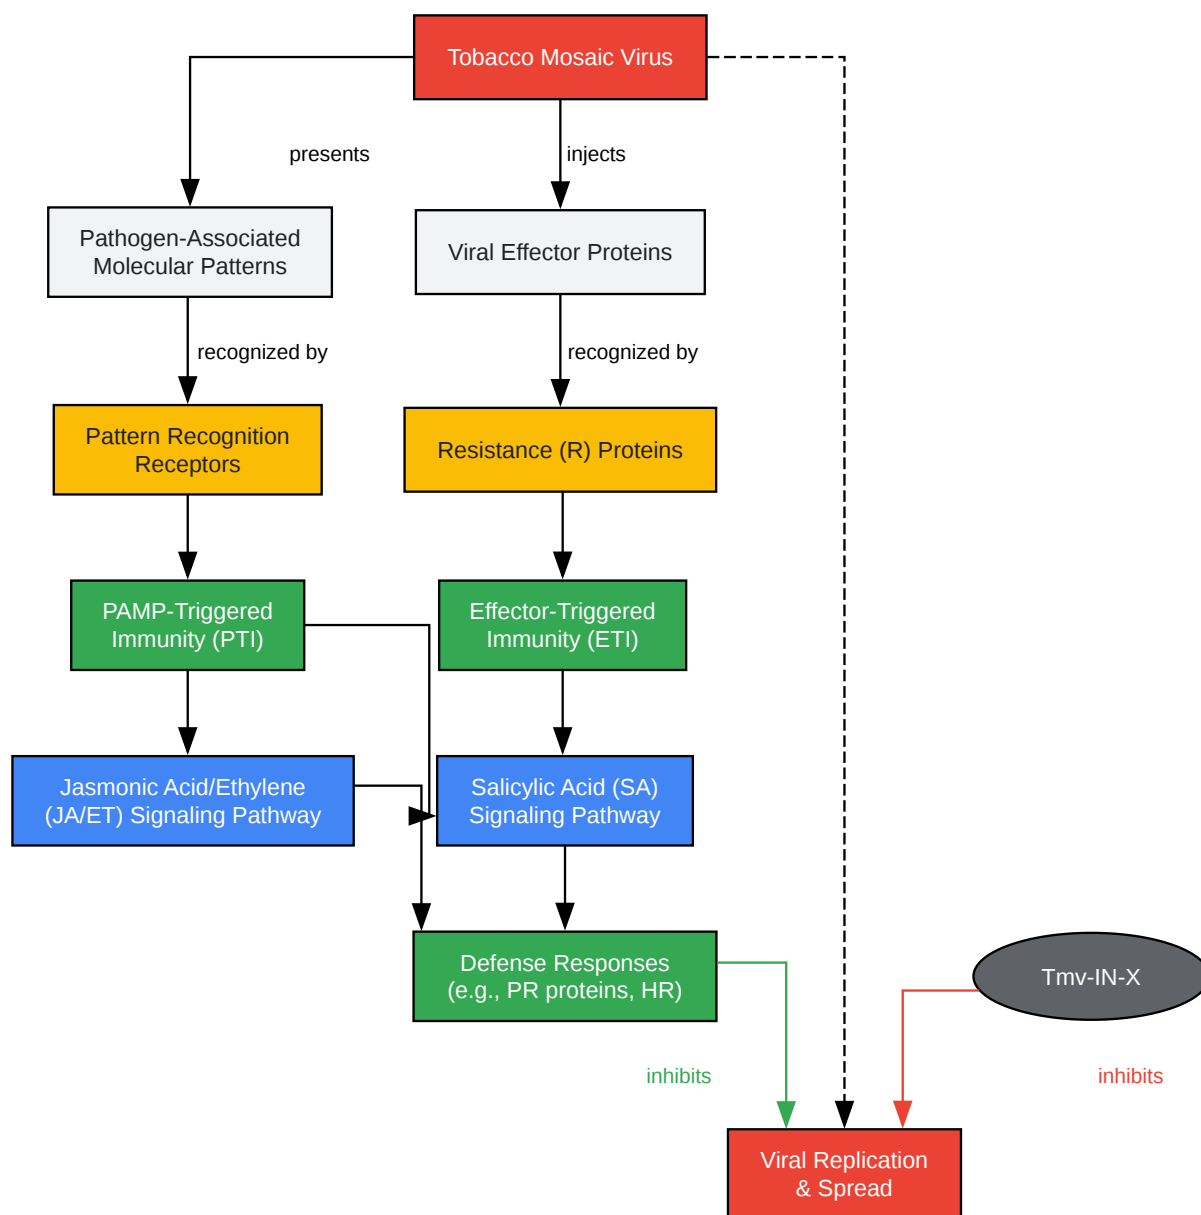 Tobacco Mosaic Virus
presents
injects
Pathogen-Associated
Molecular Patterns
Viral Effector Proteins
recognized by
recognized by
Pattern Recognition
Receptors
Resistance (R) Proteins
PAMP-Triggered
Immunity (PTI)
Effector-Triggered
Immunity (ETI)
Jasmonic Acid/Ethylene
(JA/ET) Signaling Pathway
Salicylic Acid (SA)
Signaling Pathway
Defense Responses
(e.g., PR proteins, HR)
Tmv-IN-X
inhibits
inhibits
Viral Replication
& Spread